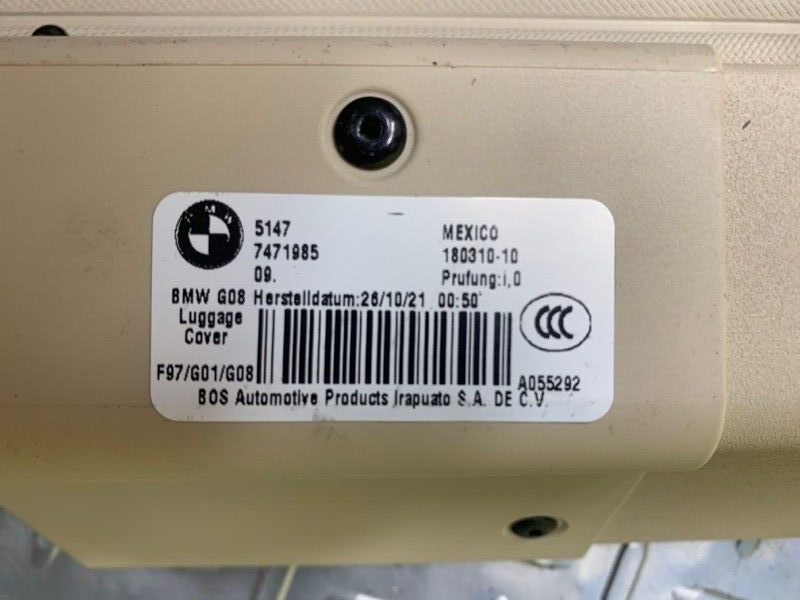 BMW
5147
MEXICO
7471985
180310-10
09.
Prufung:i,0
BMW G08 Herstelldatum:26/10/21 00:50
Luggage
Cover
CCC
F97/G01/G08
A055292
BOS Automotive Products Irapuato S.A. DE C.V.